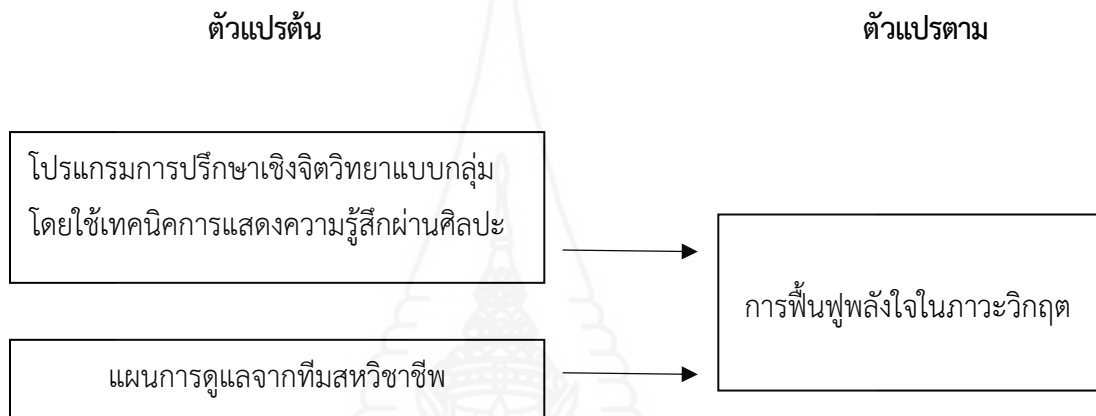 ตัวแปรต้น
ตัวแปรตาม
โปรแกรมการปรึกษาเชิงจิตวิทยาแบบกลุ่ม
โดยใช้เทคนิคการแสดงความรู้สึกผ่านศิลปะ
การฟื้นฟูพลังใจในภาวะวิกฤต
แผนการดูแลจากทีมสหวิชาชีพ